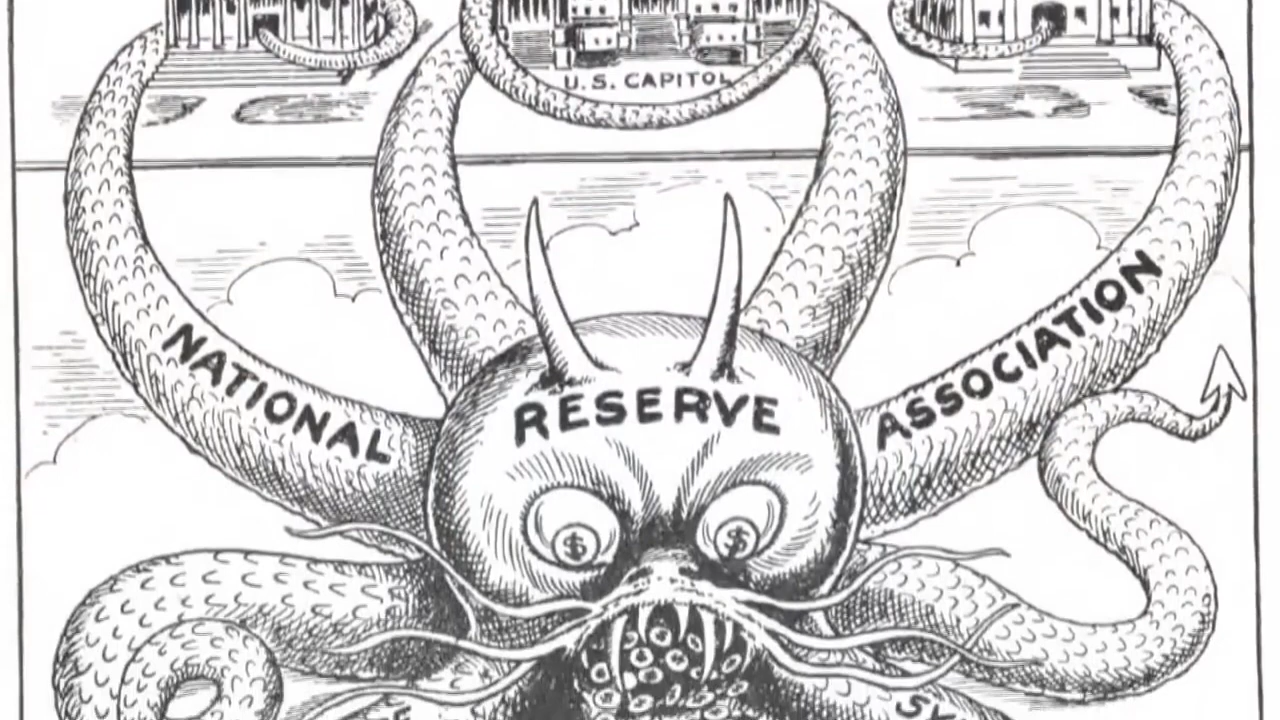 U.S. CAPITOL
NATIONAL
RESERVE
ASSOCIATION
$ $